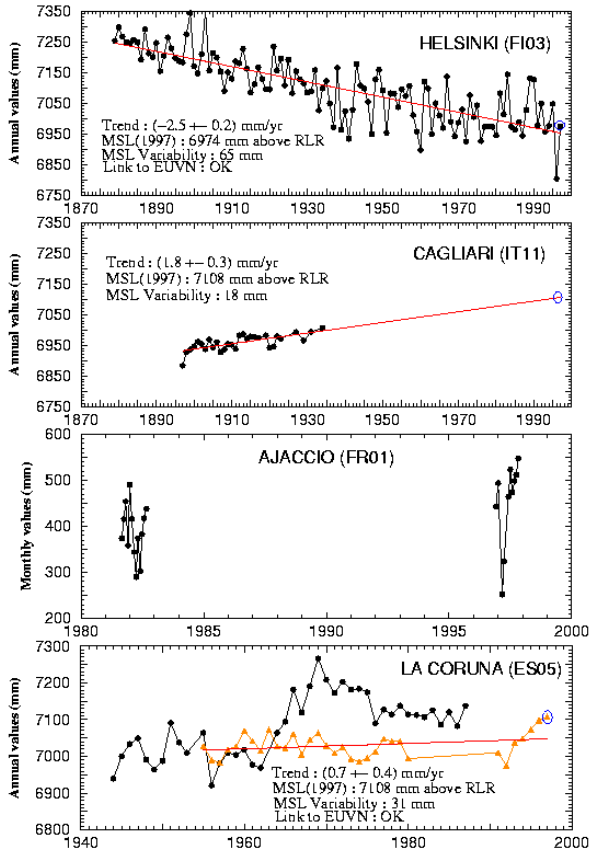 7350
7250
7150
7050
6950
6850
6750
Annual values (mm)
HELSINKI (FI03)
Trend : (−2.5 +− 0.2) mm/yr
MSL(1997) : 6974 mm above RLR
MSL Variability : 65 mm
Link to EUVN : OK
1870 1890 1910 1930 1950 1970 1990
7350
7250
7150
7050
6950
6850
6750
Annual values (mm)
CAGLIARI (IT11)
Trend : (1.8 +− 0.3) mm/yr
MSL(1997) : 7108 mm above RLR
MSL Variability : 18 mm
1870 1890 1910 1930 1950 1970 1990
600
500
400
300
200
Monthly values (mm)
AJACCIO (FR01)
1980 1985 1990 1995 2000
7300
7200
7100
7000
6900
6800
Annual values (mm)
LA CORUNA (ES05)
Trend : (0.7 +− 0.4) mm/yr
MSL(1997) : 7108 mm above RLR
MSL Variability : 31 mm
Link to EUVN : OK
1940 1960 1980 2000